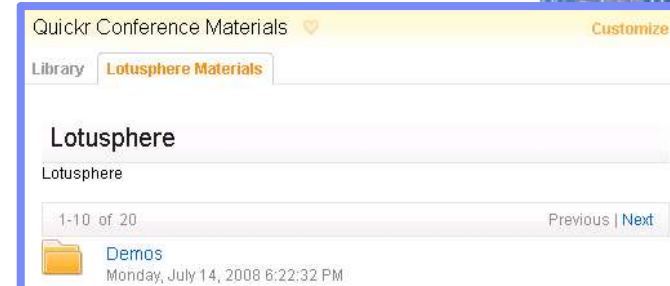 Quickr Conference Materials Customize
Library Lotusphere Materials
Lotusphere
Lotusphere
1-10 of 20 Previous | Next
Demos
Monday, July 14, 2008 6:22:32 PM